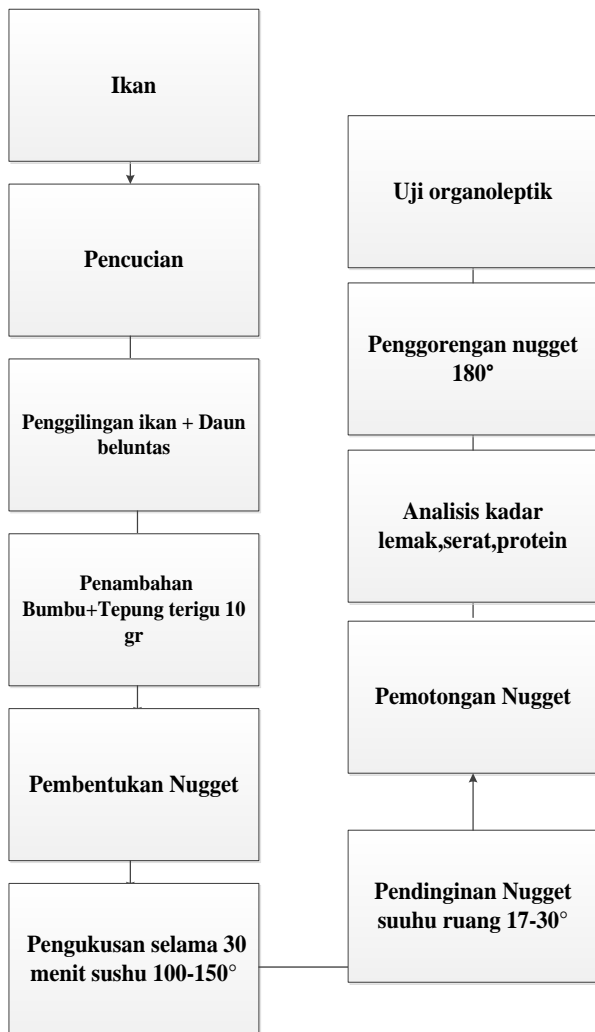 Ikan
Pencucian
Penggilingan ikan + Daun
beluntas
Penambahan
Bumbu+Tepung terigu 10
gr
Pembentukan Nugget
Pengukusan selama 30
menit sushu 100-150°
Pendinginan Nugget
suuhu ruang 17-30°
Pemotongan Nugget
Analisis kadar
lemak,serat,protein
Penggorengan nugget
180°
Uji organoleptik